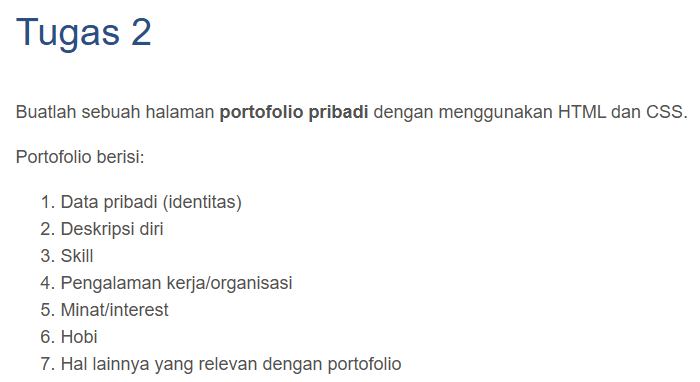 Tugas 2
Buatlah sebuah halaman portofolio pribadi dengan menggunakan HTML dan CSS.
Portofolio berisi:
1. Data pribadi (identitas)
2. Deskripsi diri
3. Skill
4. Pengalaman kerja/organisasi
5. Minat/interest
6. Hobi
7. Hal lainnya yang relevan dengan portofolio